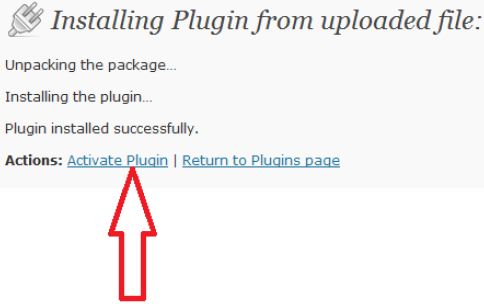 Installing Plugin from uploaded file:
Unpacking the package…
Installing the plugin…
Plugin installed successfully.
Actions: Activate Plugin | Return to Plugins page